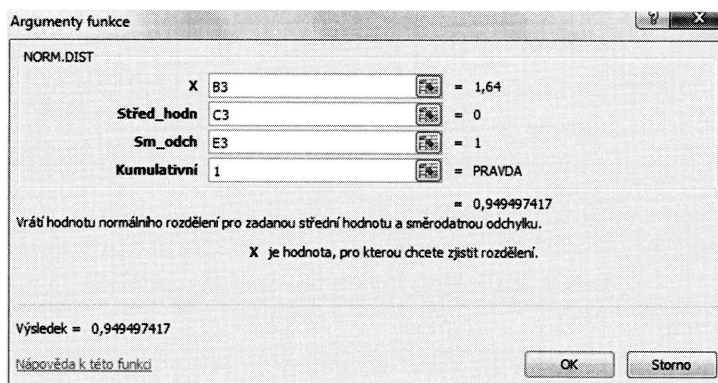 Argumenty funkce
NORM.DIST
X B3 = 1,64
Střed_hodn C3 = 0
Sm_odch E3 = 1
Kumulativní 1 = PRAVDA
= 0,949497417
Vrátí hodnotu normálního rozdělení pro zadanou střední hodnotu a směrodatnou odchylku.
X je hodnota, pro kterou chcete zjistit rozdělení.
Výsledek = 0,949497417
Nápověda k této funkci
OK Storno